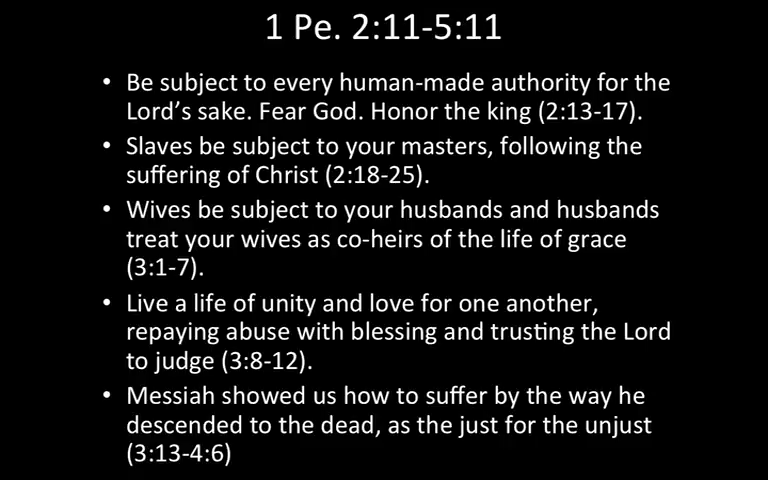 1 Pe. 2:11-5:11
• Be subject to every human-made authority for the
Lord’s sake. Fear God. Honor the king (2:13-17).
• Slaves be subject to your masters, following the
suffering of Christ (2:18-25).
• Wives be subject to your husbands and husbands
treat your wives as co-heirs of the life of grace
(3:1-7).
• Live a life of unity and love for one another,
repaying abuse with blessing and trusting the Lord
to judge (3:8-12).
• Messiah showed us how to suffer by the way he
descended to the dead, as the just for the unjust
(3:13-4:6)